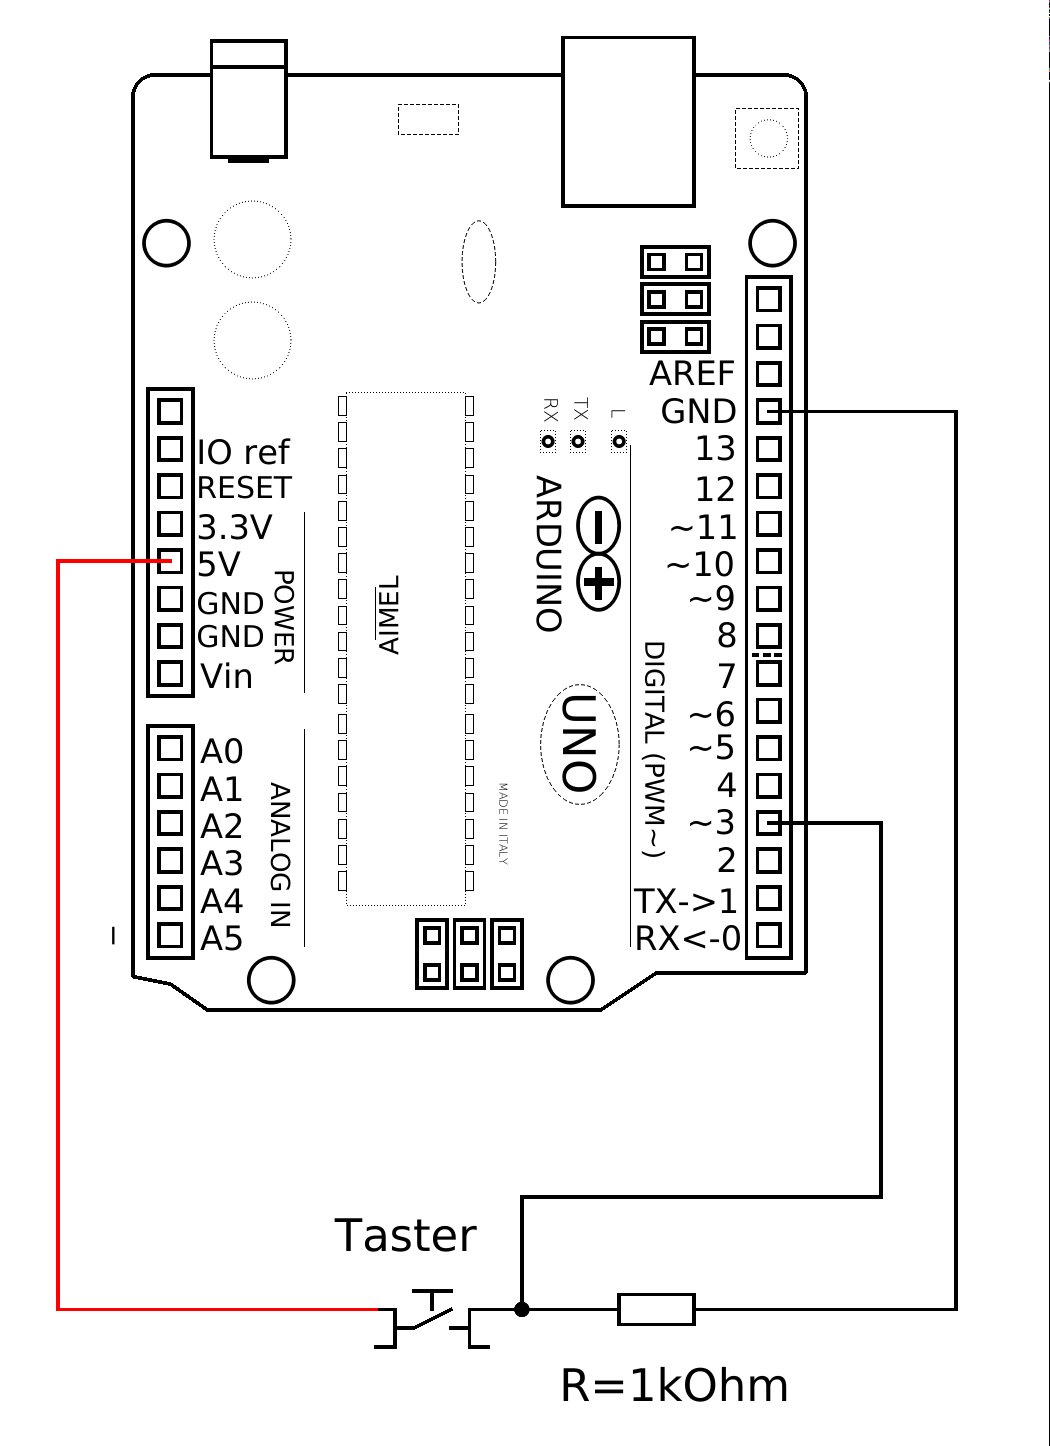 AREF
GND
13
12
~11
~10
~9
8
7
~6
~5
4
~3
2
TX->1
RX<-0
IO ref
RESET
3.3V
5V
GND
GND
Vin
POWER
A0
A1
A2
A3
A4
A5
ANALOG IN
RX
TX
L
ARDUINO
UNO
DIGITAL (PWM~)
MADE IN ITALY
Taster
R=1kOhm